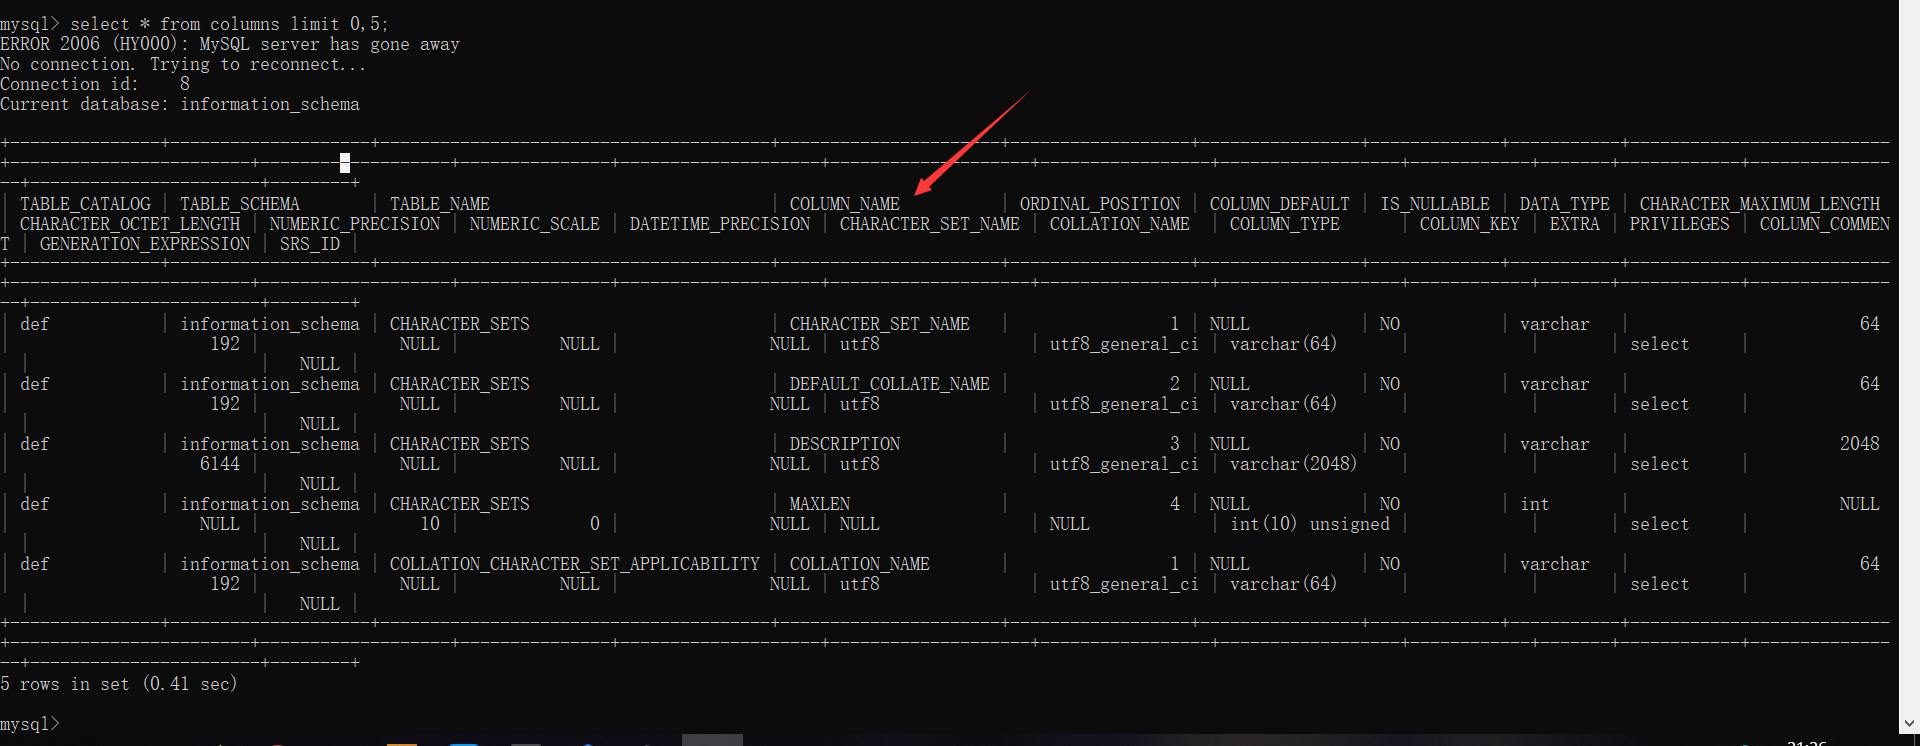 mysql> select * from columns limit 0,5;
ERROR 2006 (HY000): MySQL server has gone away
No connection. Trying to reconnect...
Connection id:    8
Current database: information_schema
| TABLE_CATALOG | TABLE_SCHEMA | TABLE_NAME | COLUMN_NAME | ORDINAL_POSITION | COLUMN_DEFAULT | IS_NULLABLE | DATA_TYPE | CHARACTER_MAXIMUM_LENGTH
| CHARACTER_OCTET_LENGTH | NUMERIC_PRECISION | NUMERIC_SCALE | DATETIME_PRECISION | CHARACTER_SET_NAME | COLLATION_NAME | COLUMN_TYPE | COLUMN_KEY | EXTRA | PRIVILEGES | COLUMN_COMMEN
T | GENERATION_EXPRESSION | SRS_ID |
| def | information_schema | CHARACTER_SETS | CHARACTER_SET_NAME | 1 | NULL | NO | varchar | 64
| 192 | NULL | NULL | NULL | utf8 | utf8_general_ci | varchar(64) | | | select |
| | NULL |
| def | information_schema | CHARACTER_SETS | DEFAULT_COLLATE_NAME | 2 | NULL | NO | varchar | 64
| 192 | NULL | NULL | NULL | utf8 | utf8_general_ci | varchar(64) | | | select |
| | NULL |
| def | information_schema | CHARACTER_SETS | DESCRIPTION | 3 | NULL | NO | varchar | 2048
| 6144 | NULL | NULL | NULL | utf8 | utf8_general_ci | varchar(2048) | | | select |
| | NULL |
| def | information_schema | CHARACTER_SETS | MAXLEN | 4 | NULL | NO | int | NULL
| NULL | 10 | 0 | NULL | NULL | NULL | int(10) unsigned | | | select |
| | NULL |
| def | information_schema | COLLATION_CHARACTER_SET_APPLICABILITY | COLLATION_NAME | 1 | NULL | NO | varchar | 64
| 192 | NULL | NULL | NULL | utf8 | utf8_general_ci | varchar(64) | | | select |
| | NULL |
5 rows in set (0.41 sec)
mysql>